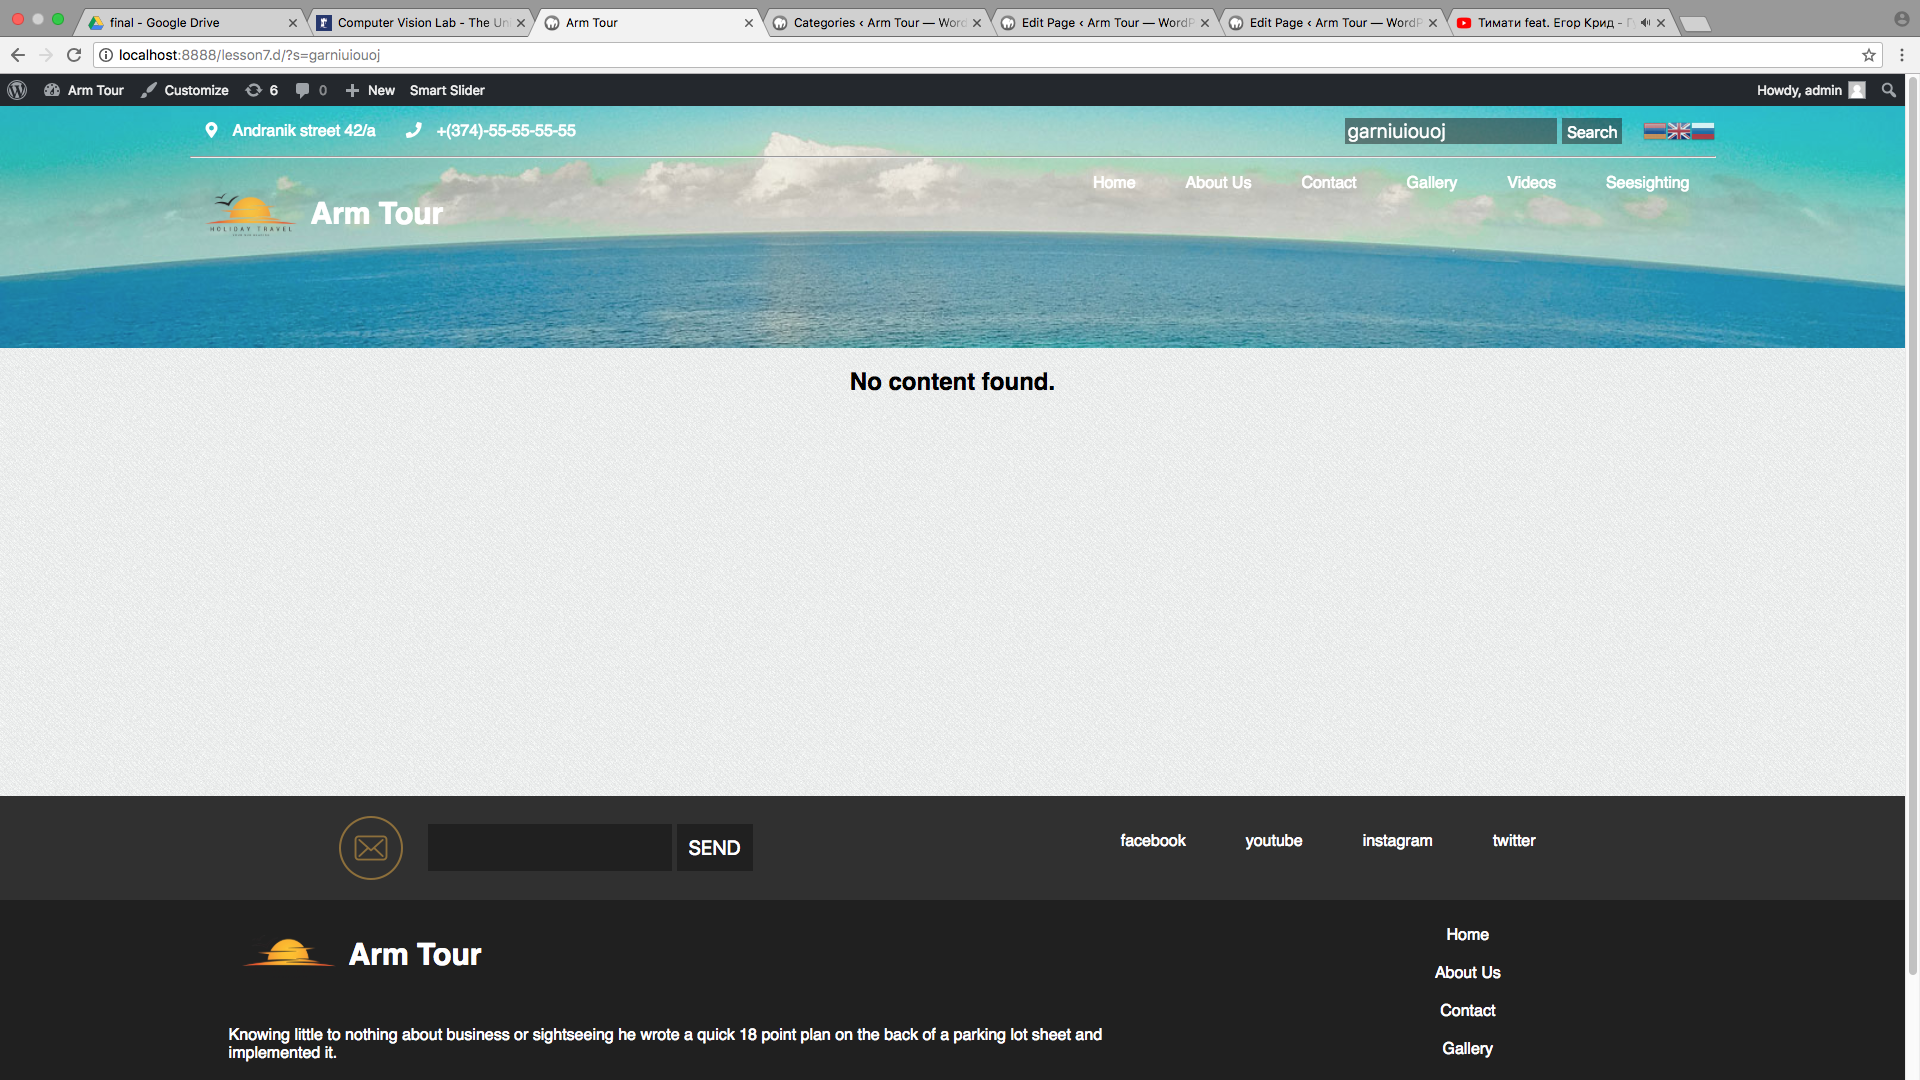 final - Google Drive
Computer Vision Lab - The Uni
Arm Tour
Categories ‹ Arm Tour — Word
Edit Page ‹ Arm Tour — WordP
Edit Page ‹ Arm Tour — WordP
Тимати feat. Егор Крид - Г
localhost:8888/lesson7.d/?s=garniuiouoj
Arm Tour Customize 6 0 New Smart Slider Howdy, admin
Andranik street 42/a +(374)-55-55-55-55 garniuiouoj Search
Home About Us Contact Gallery Videos Seesighting
Arm Tour
HOLIDAY TRAVEL
No content found.
SEND
facebook youtube instagram twitter
Arm Tour
Home
About Us
Contact
Gallery
Knowing little to nothing about business or sightseeing he wrote a quick 18 point plan on the back of a parking lot sheet and
implemented it.